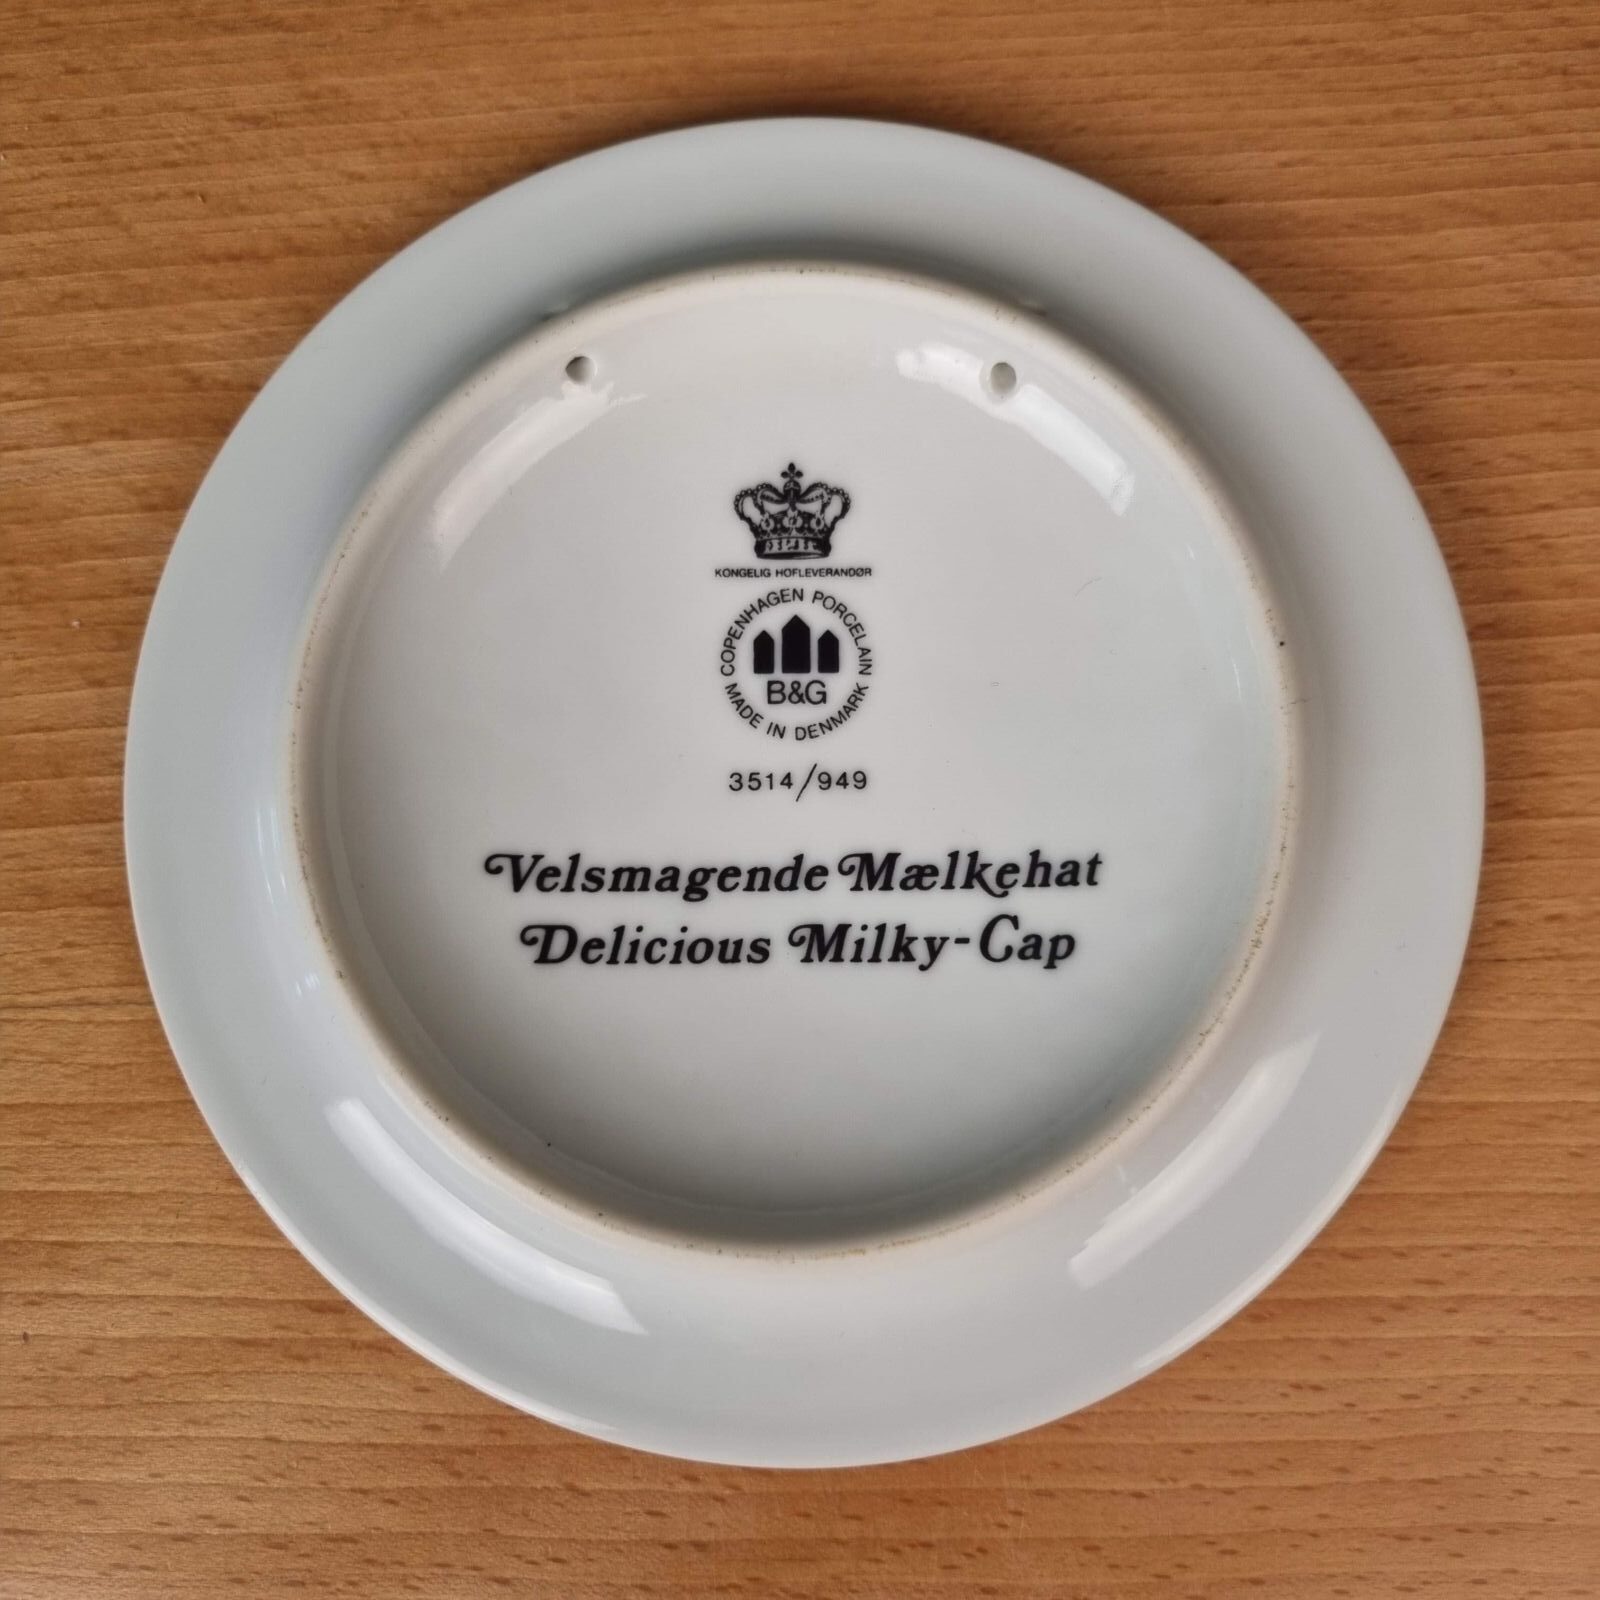 KONGELIG HOFLEVERANDØR
COPENHAGEN PORCELAIN
B&G
MADE IN DENMARK
3514/949
Velsmagende Mælkehat
Delicious Milky-Cap